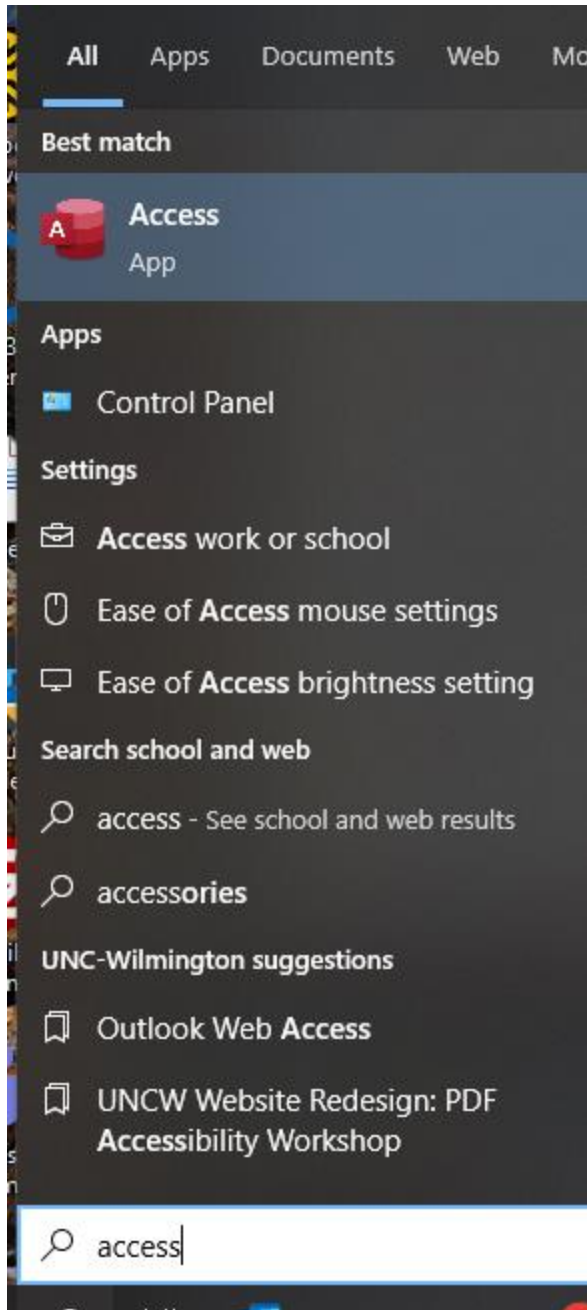 All Apps Documents Web Mo
Best match
A
Access
App
Apps
Control Panel
Settings
Access work or school
Ease of Access mouse settings
Ease of Access brightness setting
Search school and web
access - See school and web results
accessories
UNC-Wilmington suggestions
Outlook Web Access
UNCW Website Redesign: PDF
Accessibility Workshop
access